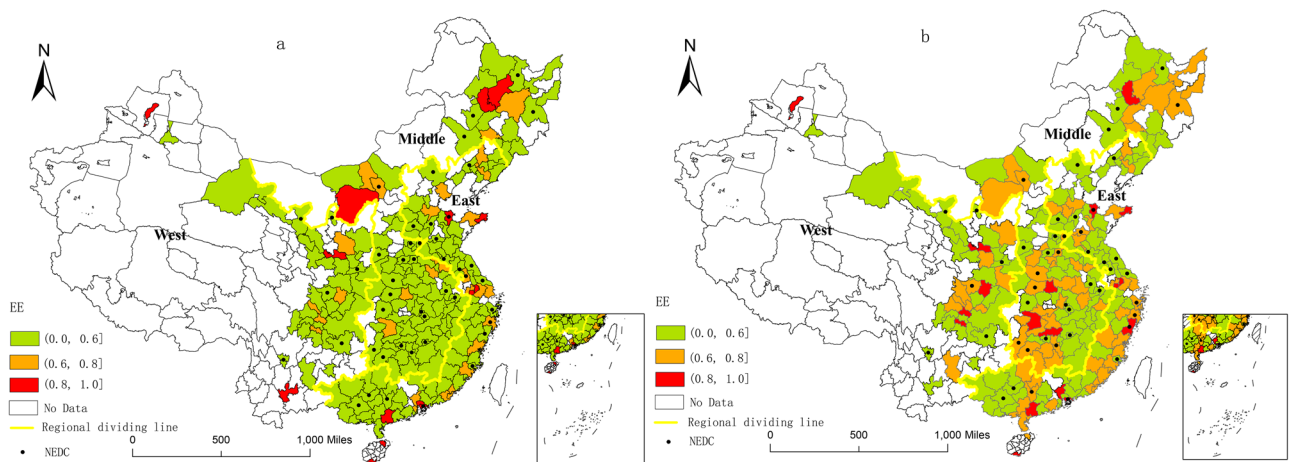 a
N
Middle
East
West
EE
(0.0, 0.6]
(0.6, 0.8]
(0.8, 1.0]
No Data
Regional dividing line
NEDC
0 500 1,000 Miles
b
N
Middle
East
West
EE
(0.0, 0.6]
(0.6, 0.8]
(0.8, 1.0]
No Data
Regional dividing line
NEDC
0 500 1,000 Miles